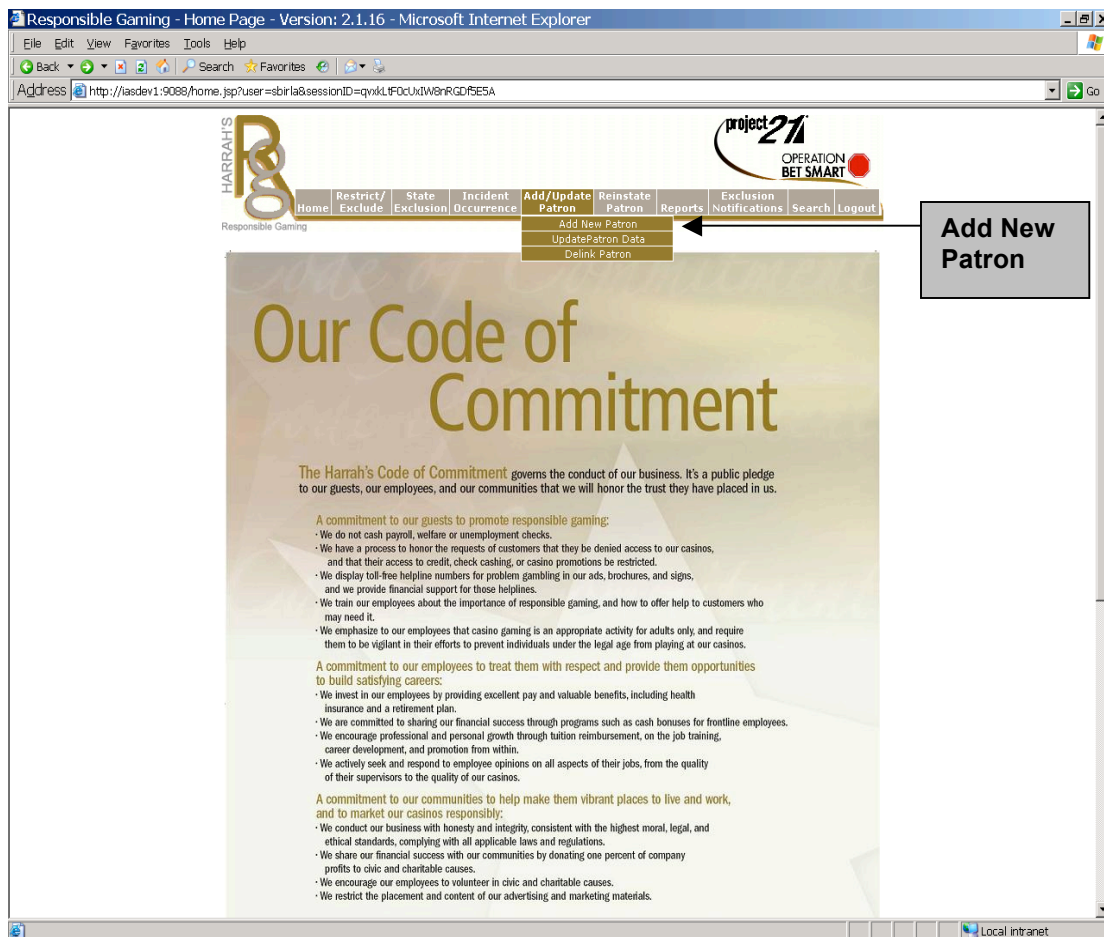 Responsible Gaming - Home Page - Version: 2.1.16 - Microsoft Internet Explorer
File Edit View Favorites Tools Help
Back Search Favorites
Address http://iasdev1:9088/home.jsp?user=sbirla&sessionID=qvxkLtF0cUxIW8nRGDf5E5A Go
HARRAH'S
Rg
Responsible Gaming
project 21
OPERATION
BET SMART
Home Restrict/Exclude State Exclusion Incident Occurrence Add/Update Patron Reinstate Patron Reports Exclusion Notifications Search Logout
Add New Patron
UpdatePatron Data
Delink Patron
Add New
Patron
Our Code of
Commitment
The Harrah's Code of Commitment governs the conduct of our business. It's a public pledge
to our guests, our employees, and our communities that we will honor the trust they have placed in us.
A commitment to our guests to promote responsible gaming:
· We do not cash payroll, welfare or unemployment checks.
· We have a process to honor the requests of customers that they be denied access to our casinos,
and that their access to credit, check cashing, or casino promotions be restricted.
· We display toll-free helpline numbers for problem gambling in our ads, brochures, and signs,
and we provide financial support for those helplines.
· We train our employees about the importance of responsible gaming, and how to offer help to customers who
may need it.
· We emphasize to our employees that casino gaming is an appropriate activity for adults only, and require
them to be vigilant in their efforts to prevent individuals under the legal age from playing at our casinos.
A commitment to our employees to treat them with respect and provide them opportunities
to build satisfying careers:
· We invest in our employees by providing excellent pay and valuable benefits, including health
insurance and a retirement plan.
· We are committed to sharing our financial success through programs such as cash bonuses for frontline employees.
· We encourage professional and personal growth through tuition reimbursement, on the job training,
career development, and promotion from within.
· We actively seek and respond to employee opinions on all aspects of their jobs, from the quality
of their supervisors to the quality of our casinos.
A commitment to our communities to help make them vibrant places to live and work,
and to market our casinos responsibly:
· We conduct our business with honesty and integrity, consistent with the highest moral, legal, and
ethical standards, complying with all applicable laws and regulations.
· We share our financial success with our communities by donating one percent of company
profits to civic and charitable causes.
· We encourage our employees to volunteer in civic and charitable causes.
· We restrict the placement and content of our advertising and marketing materials.
Local intranet